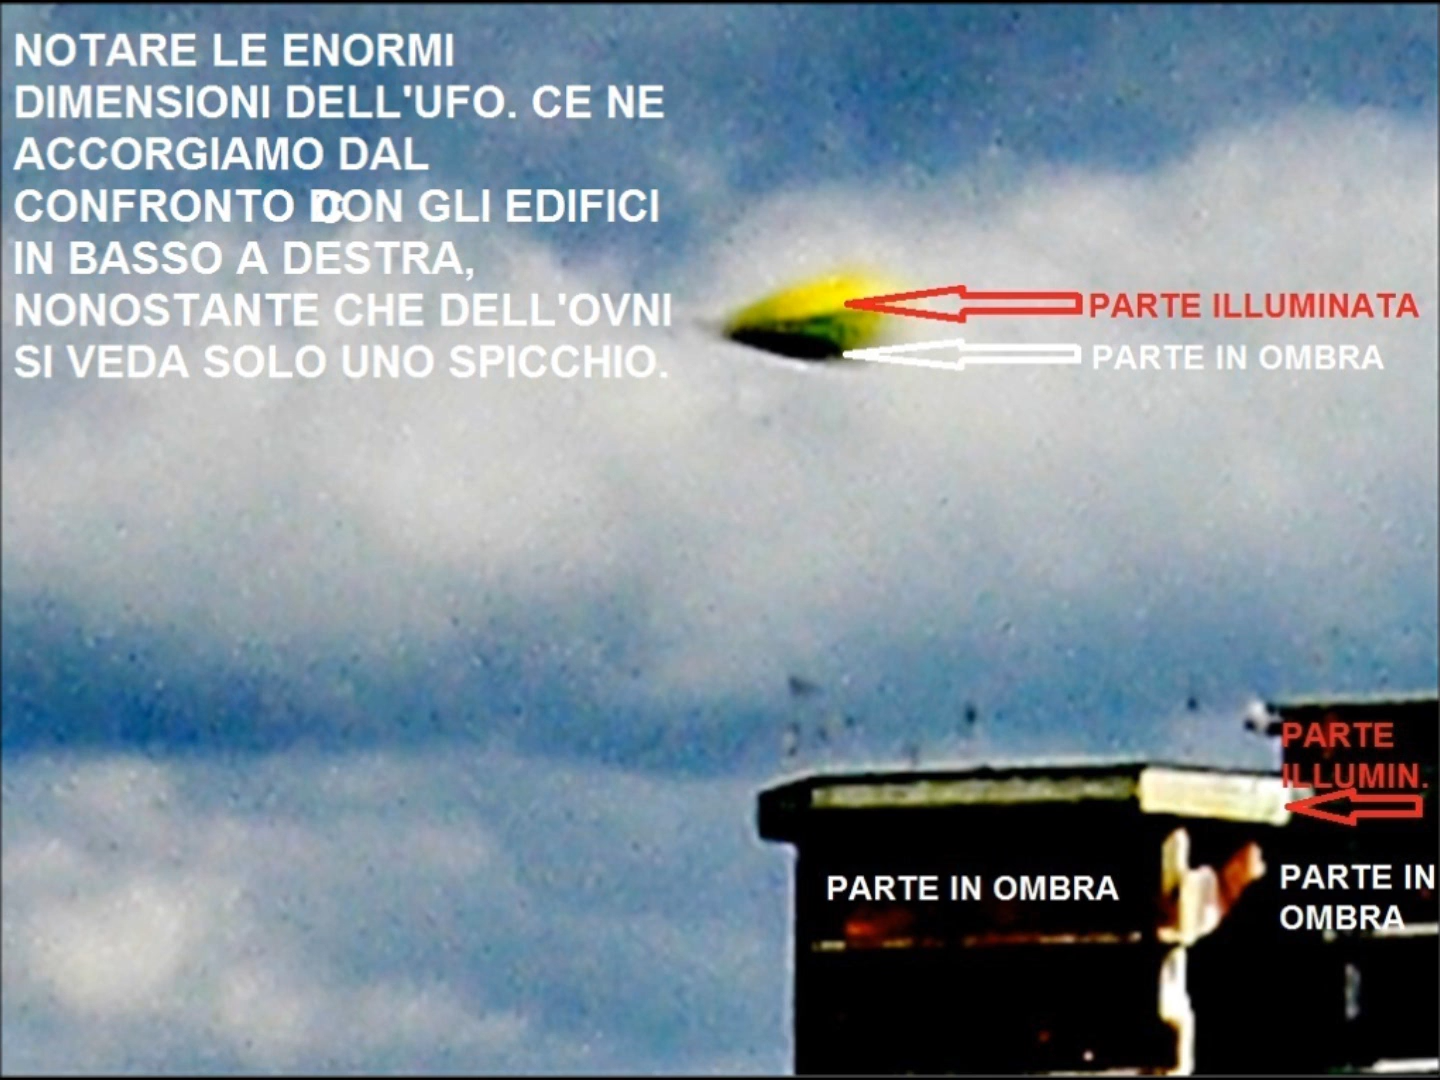 NOTARE LE ENORMI
DIMENSIONI DELL'UFO. CE NE
ACCORGIAMO DAL
CONFRONTO CON GLI EDIFICI
IN BASSO A DESTRA,
NONOSTANTE CHE DELL'OVNI
SI VEDA SOLO UNO SPICCHIO.
PARTE ILLUMINATA
PARTE IN OMBRA
PARTE
ILLUMIN.
PARTE IN OMBRA
PARTE IN
OMBRA